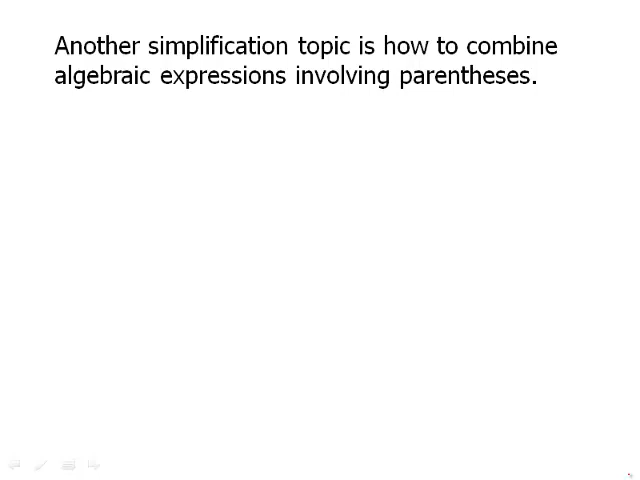 Another simplification topic is how to combine
algebraic expressions involving parentheses.